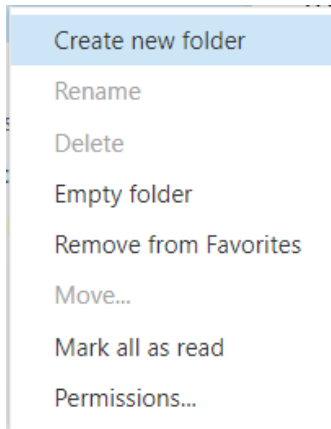 Create new folder
Rename
Delete
Empty folder
Remove from Favorites
Move...
Mark all as read
Permissions...